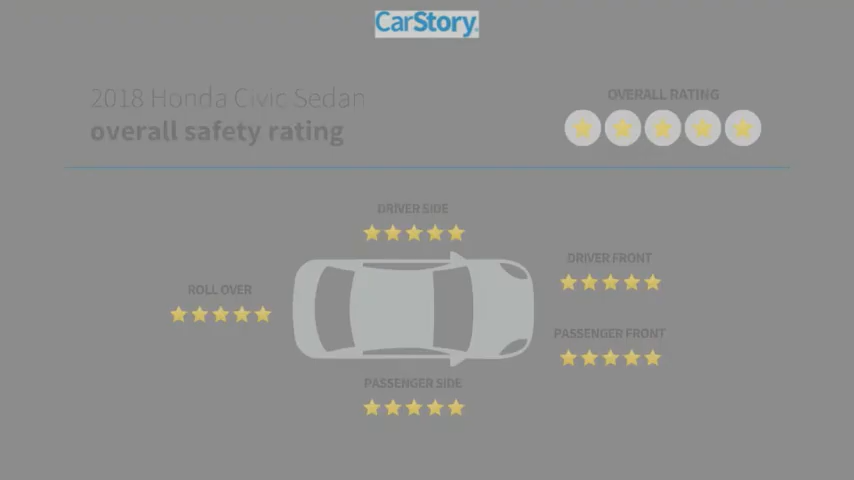 CarStory
2018 Honda Civic Sedan
overall safety rating
OVERALL RATING
DRIVER SIDE
DRIVER FRONT
ROLL OVER
PASSENGER FRONT
PASSENGER SIDE